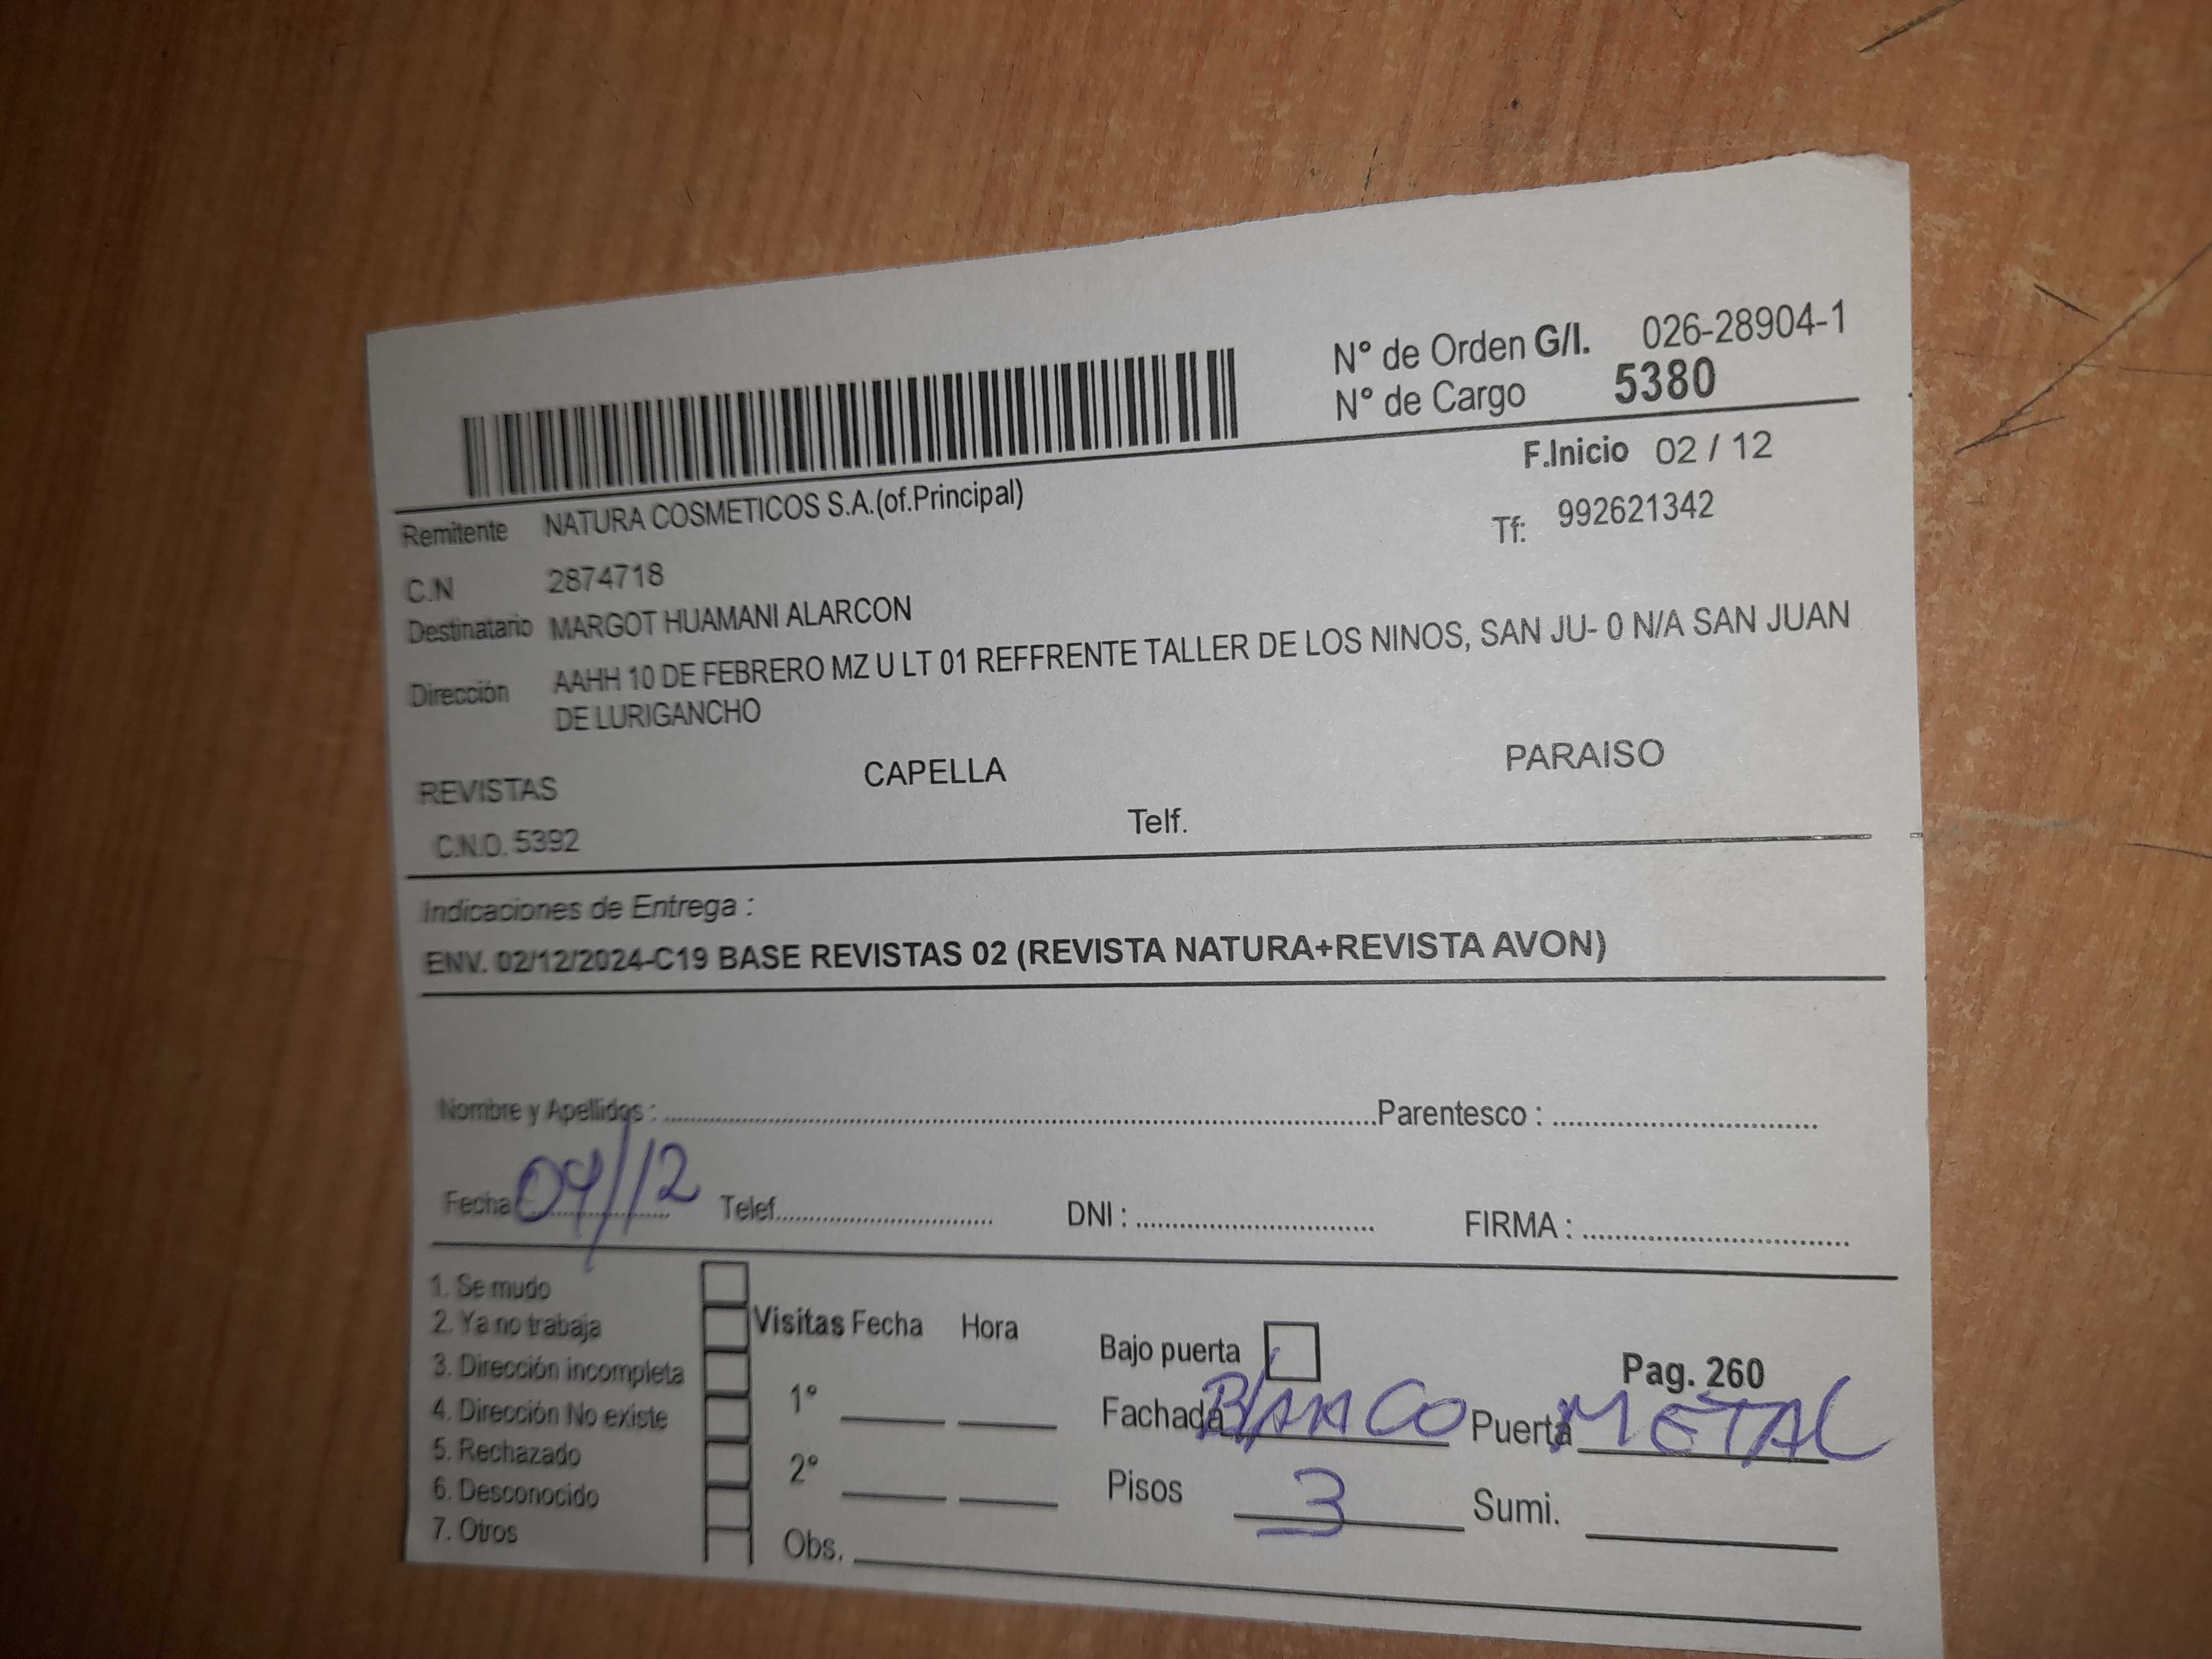 N° de Orden G/I. 026-28904-1
N° de Cargo 5380
F.Inicio 02 / 12
Remitente NATURA COSMETICOS S.A.(of.Principal)
Tf: 992621342
C.N 2874718
Destinatario MARGOT HUAMANI ALARCON
Dirección AAHH 10 DE FEBRERO MZ U LT 01 REFFRENTE TALLER DE LOS NINOS, SAN JU- 0 N/A SAN JUAN
DE LURIGANCHO
REVISTAS CAPELLA PARAISO
C.N.O. 5392 Telf.
Indicaciones de Entrega :
ENV. 02/12/2024-C19 BASE REVISTAS 02 (REVISTA NATURA+REVISTA AVON)
Nombre y Apellidos : Parentesco :
Fecha 04/12 Telef. DNI : FIRMA :
1. Se mudo
2. Ya no trabaja
3. Dirección incompleta
4. Dirección No existe
5. Rechazado
6. Desconocido
7. Otros
Visitas Fecha Hora
1°
2°
Obs.
Bajo puerta Pag. 260
Fachada BlANCO Puerta METAL
Pisos 3 Sumi.